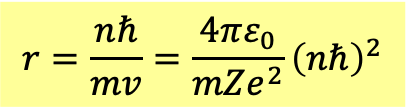 r = nħ/mv = 4πε₀/mZe² (nħ)²